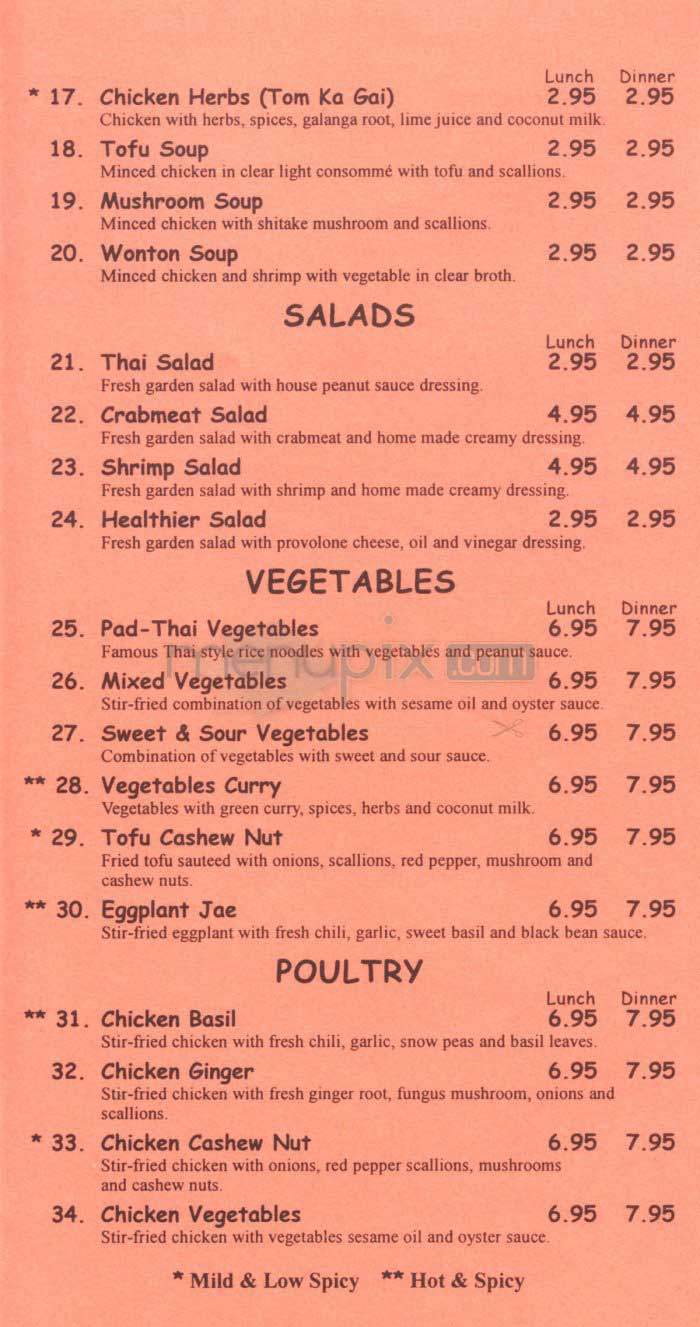 Lunch Dinner
* 17. Chicken Herbs (Tom Ka Gai) 2.95 2.95
Chicken with herbs, spices, galanga root, lime juice and coconut milk.
18. Tofu Soup 2.95 2.95
Minced chicken in clear light consommé with tofu and scallions.
19. Mushroom Soup 2.95 2.95
Minced chicken with shitake mushroom and scallions.
20. Wonton Soup 2.95 2.95
Minced chicken and shrimp with vegetable in clear broth.
SALADS
Lunch Dinner
21. Thai Salad 2.95 2.95
Fresh garden salad with house peanut sauce dressing.
22. Crabmeat Salad 4.95 4.95
Fresh garden salad with crabmeat and home made creamy dressing.
23. Shrimp Salad 4.95 4.95
Fresh garden salad with shrimp and home made creamy dressing.
24. Healthier Salad 2.95 2.95
Fresh garden salad with provolone cheese, oil and vinegar dressing.
VEGETABLES
Lunch Dinner
25. Pad-Thai Vegetables 6.95 7.95
Famous Thai style rice noodles with vegetables and peanut sauce.
menupix.com
26. Mixed Vegetables 6.95 7.95
Stir-fried combination of vegetables with sesame oil and oyster sauce.
27. Sweet & Sour Vegetables 6.95 7.95
Combination of vegetables with sweet and sour sauce.
** 28. Vegetables Curry 6.95 7.95
Vegetables with green curry, spices, herbs and coconut milk.
* 29. Tofu Cashew Nut 6.95 7.95
Fried tofu sauteed with onions, scallions, red pepper, mushroom and
cashew nuts.
** 30. Eggplant Jae 6.95 7.95
Stir-fried eggplant with fresh chili, garlic, sweet basil and black bean sauce.
POULTRY
Lunch Dinner
** 31. Chicken Basil 6.95 7.95
Stir-fried chicken with fresh chili, garlic, snow peas and basil leaves.
32. Chicken Ginger 6.95 7.95
Stir-fried chicken with fresh ginger root, fungus mushroom, onions and
scallions.
* 33. Chicken Cashew Nut 6.95 7.95
Stir-fried chicken with onions, red pepper scallions, mushrooms
and cashew nuts.
34. Chicken Vegetables 6.95 7.95
Stir-fried chicken with vegetables sesame oil and oyster sauce.
* Mild & Low Spicy ** Hot & Spicy